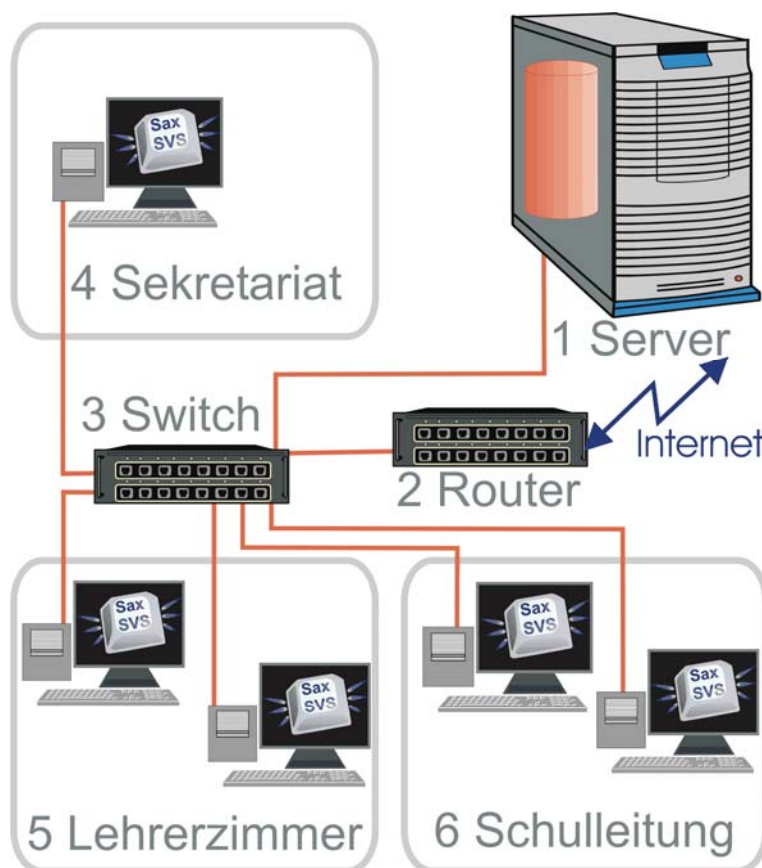 Sax
SVS
4 Sekretariat
1 Server
3 Switch
Internet
2 Router
Sax
SVS
Sax
SVS
5 Lehrerzimmer
Sax
SVS
Sax
SVS
6 Schulleitung